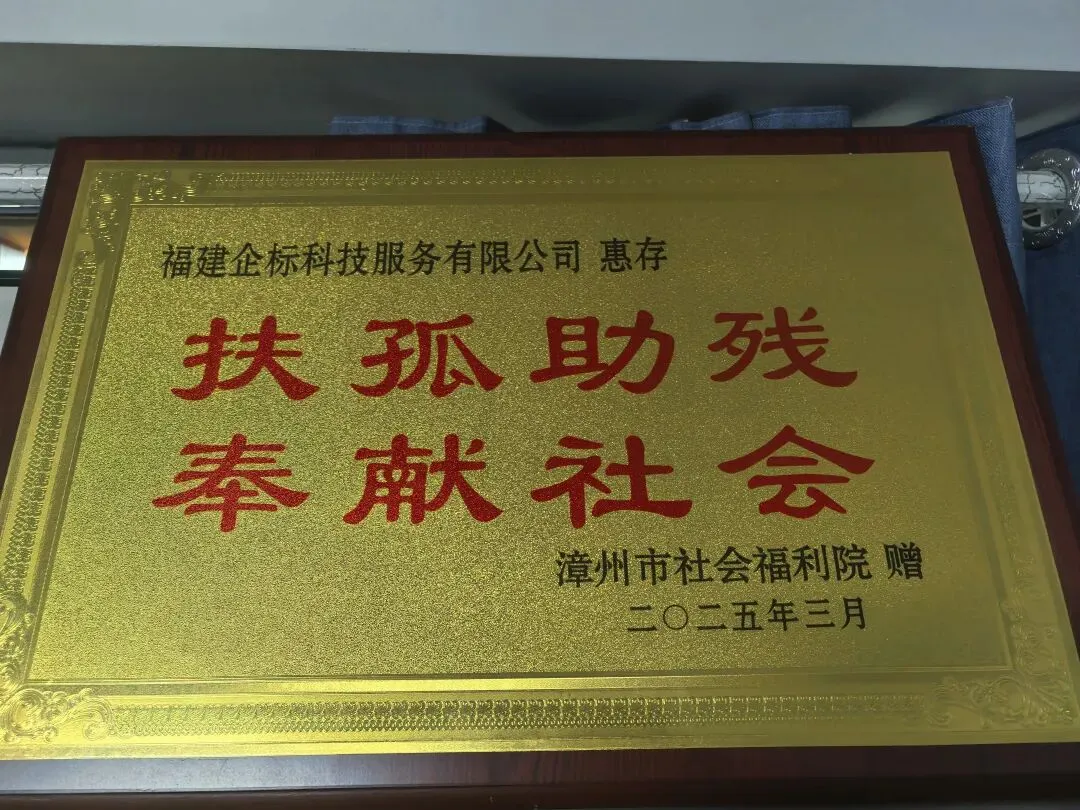 福建企标科技服务有限公司 惠存
扶孤助残
奉献社会
漳州市社会福利院 赠
二〇二五年三月